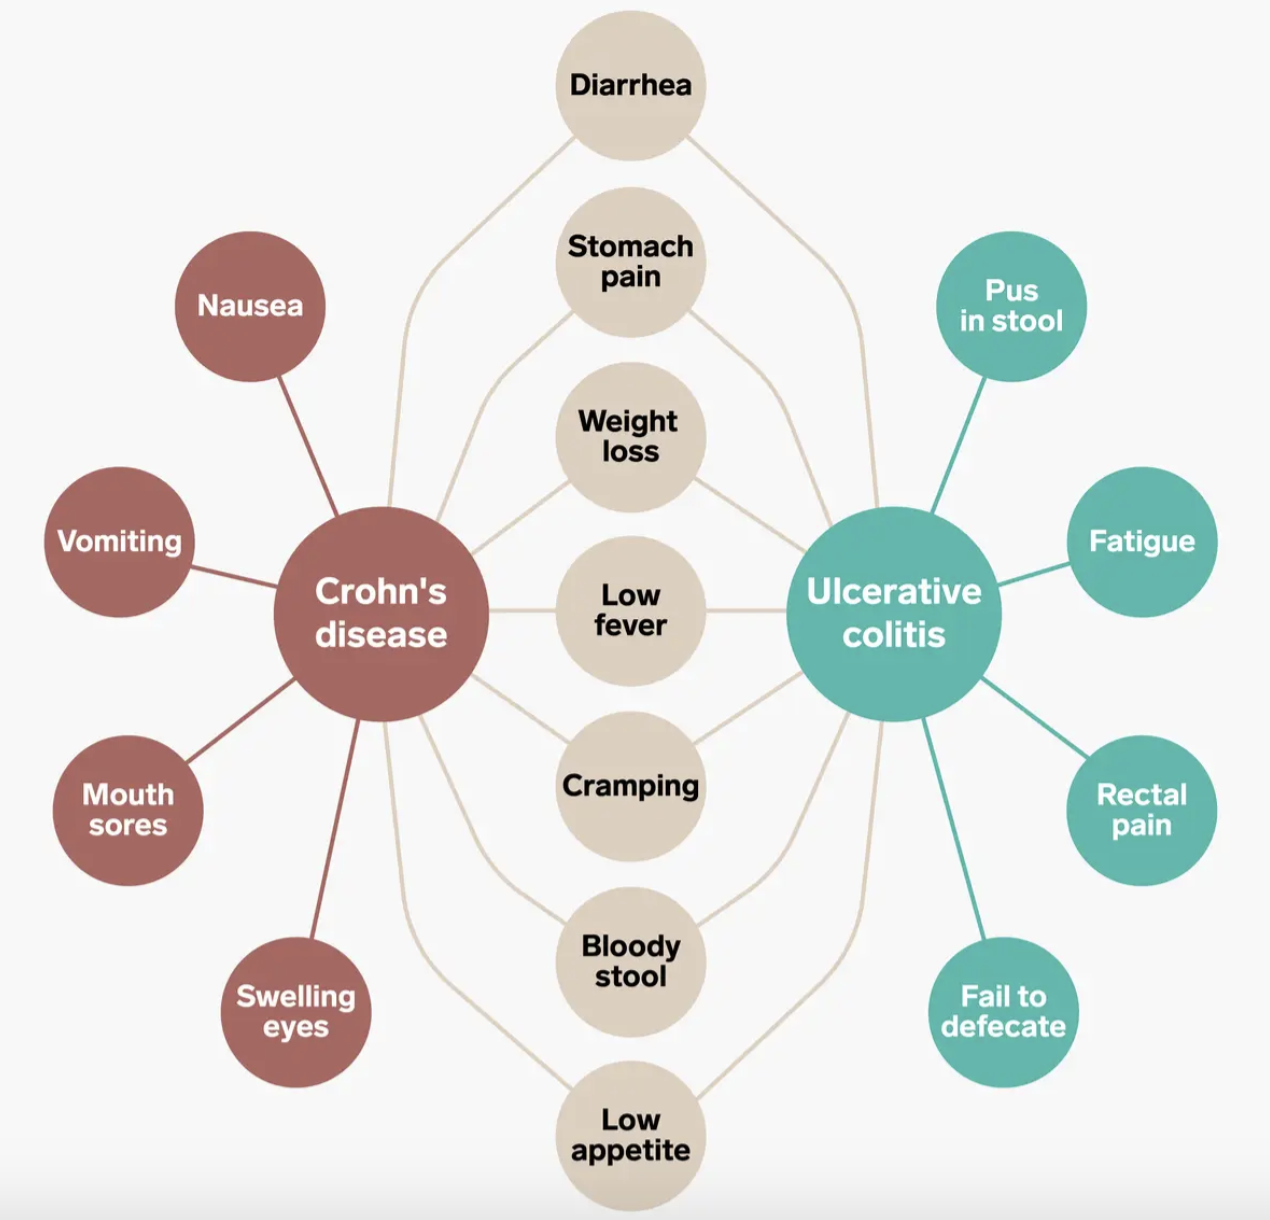 Diarrhea
Stomach
pain
Weight
loss
Low
fever
Cramping
Bloody
stool
Low
appetite
Crohn's
disease
Nausea
Vomiting
Mouth
sores
Swelling
eyes
Ulcerative
colitis
Pus
in stool
Fatigue
Rectal
pain
Fail to
defecate